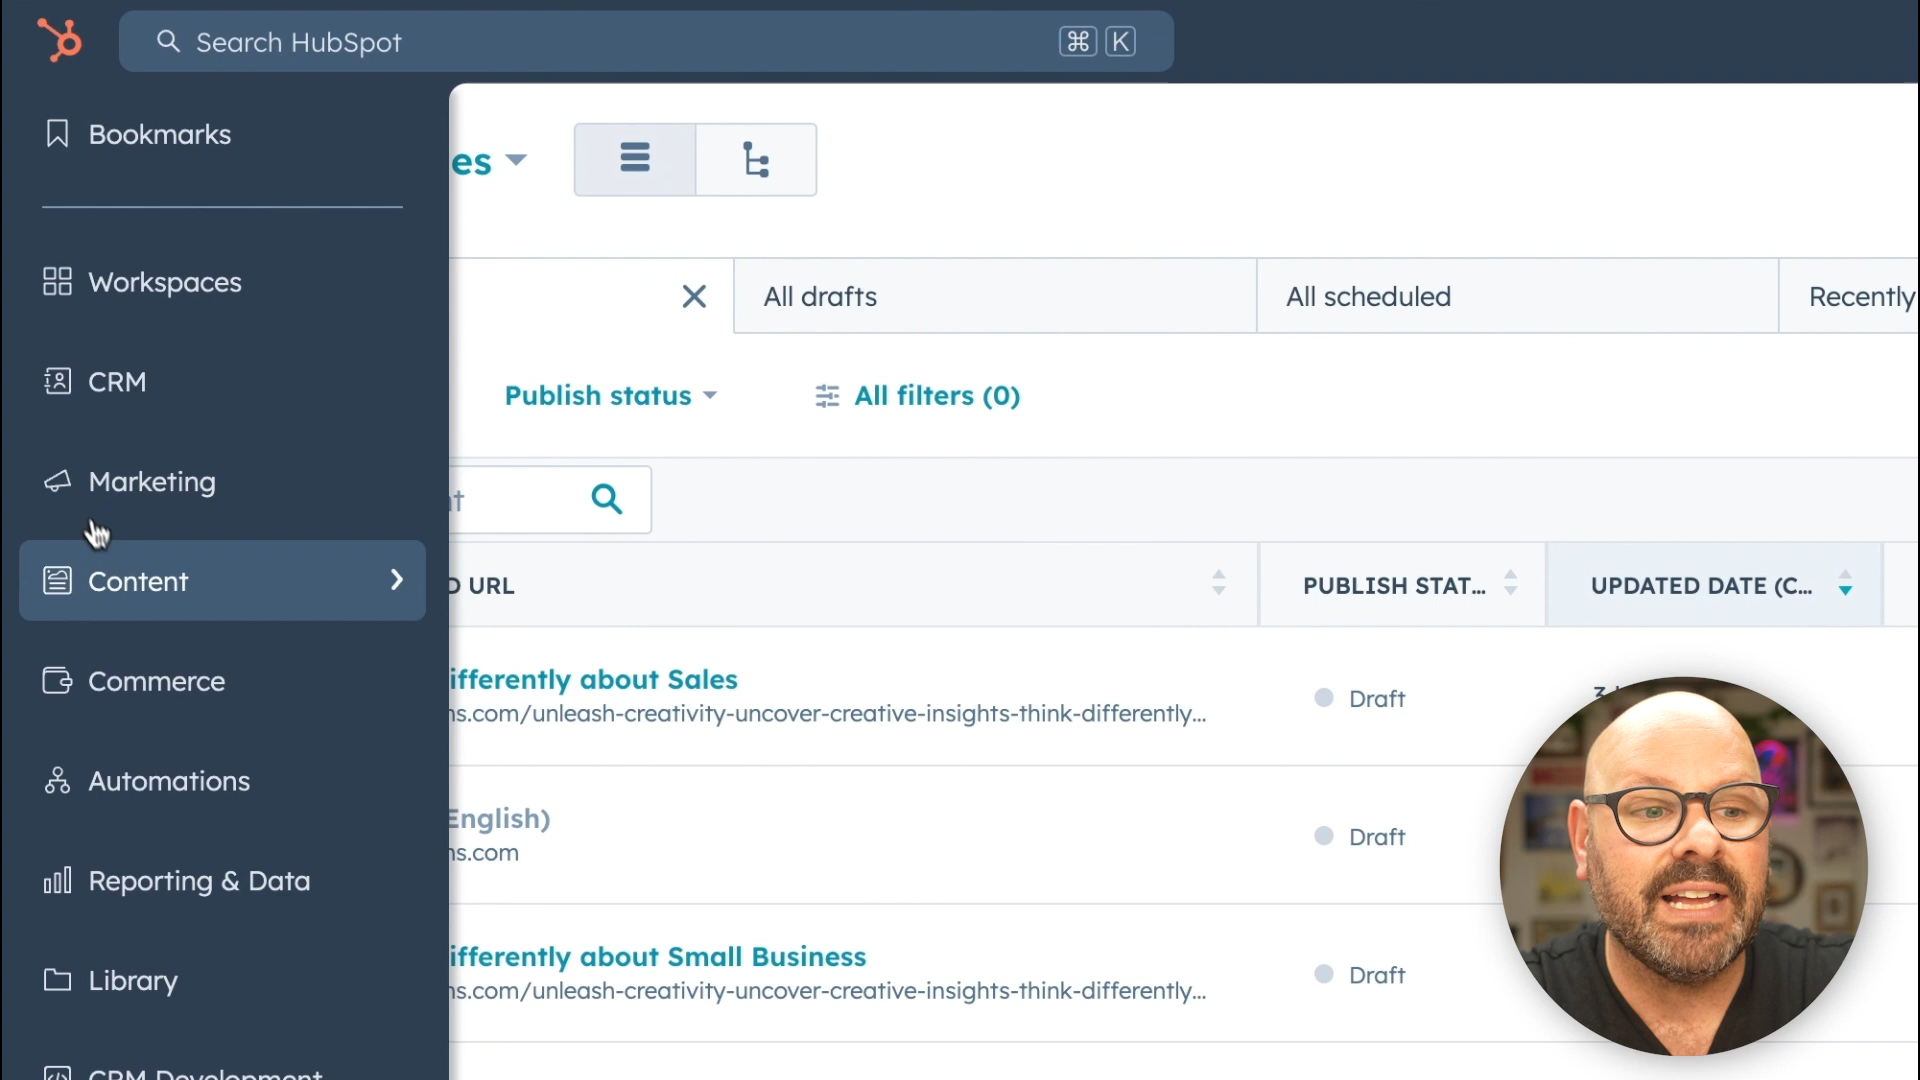 Search HubSpot ⌘ K
Bookmarks
Workspaces
CRM
Marketing
Content
Commerce
Automations
Reporting & Data
Library
CRM Development
es
All drafts
All scheduled
Recently
Publish status
All filters (0)
URL
PUBLISH STAT...
UPDATED DATE (C...
ifferently about Sales
ns.com/unleash-creativity-uncover-creative-insights-think-differently...
Draft
English)
ns.com
Draft
ifferently about Small Business
ns.com/unleash-creativity-uncover-creative-insights-think-differently...
Draft